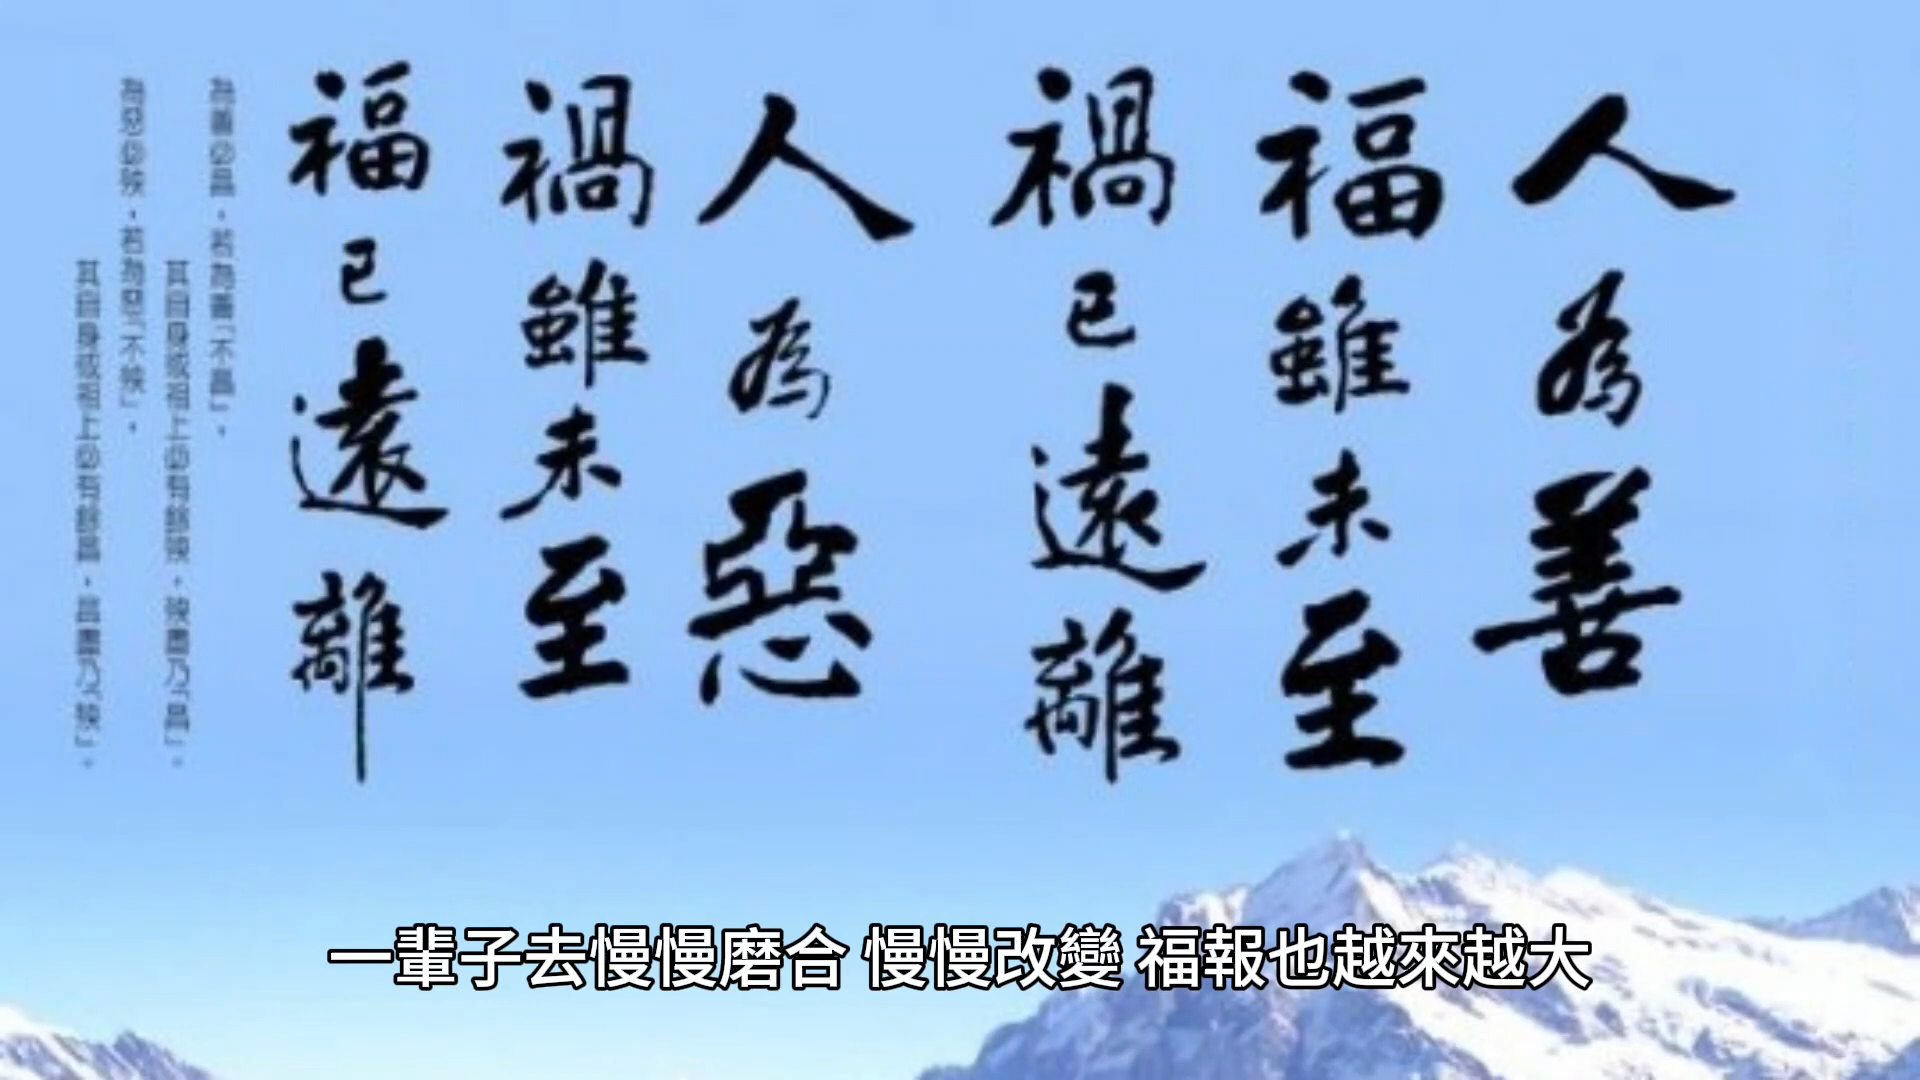 人為善
福雖未至
禍已遠離
人為惡
禍雖未至
福已遠離
為善必昌，若為善「不昌」，
其自身或祖上必有餘殃，殃盡乃「昌」。
為惡必殃，若為惡「不殃」，
其自身或祖上必有餘昌，昌盡乃「殃」。
一輩子去慢慢磨合 慢慢改變 福報也越來越大